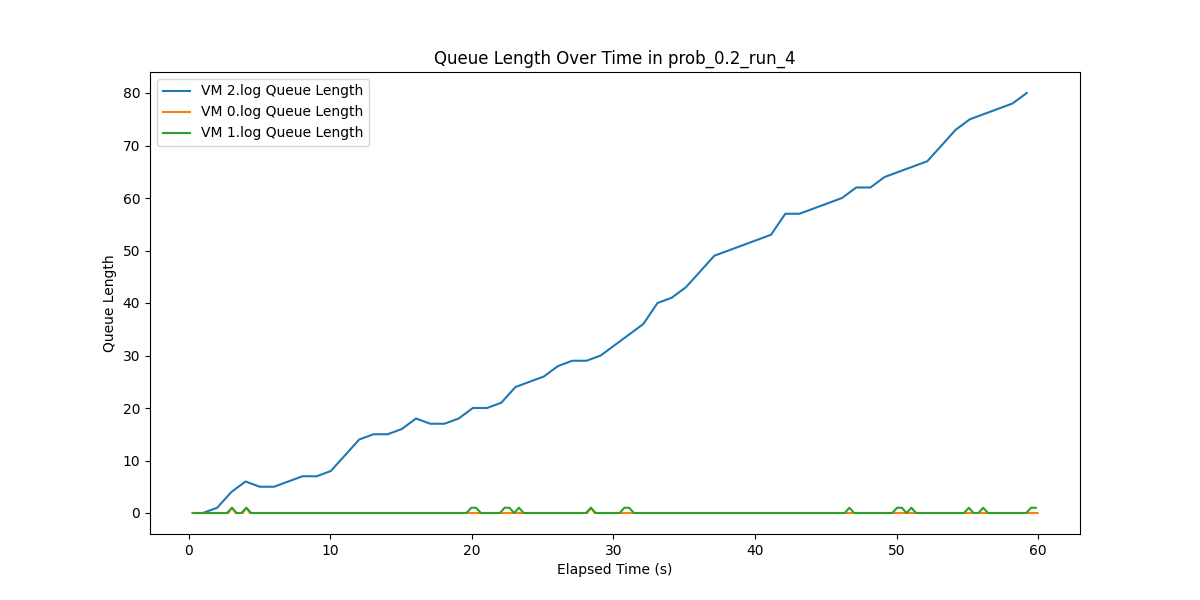 Queue Length Over Time in prob_0.2_run_4
VM 2.log Queue Length
VM 0.log Queue Length
VM 1.log Queue Length
80
70
60
50
40
30
20
10
0
Queue Length
0 10 20 30 40 50 60
Elapsed Time (s)